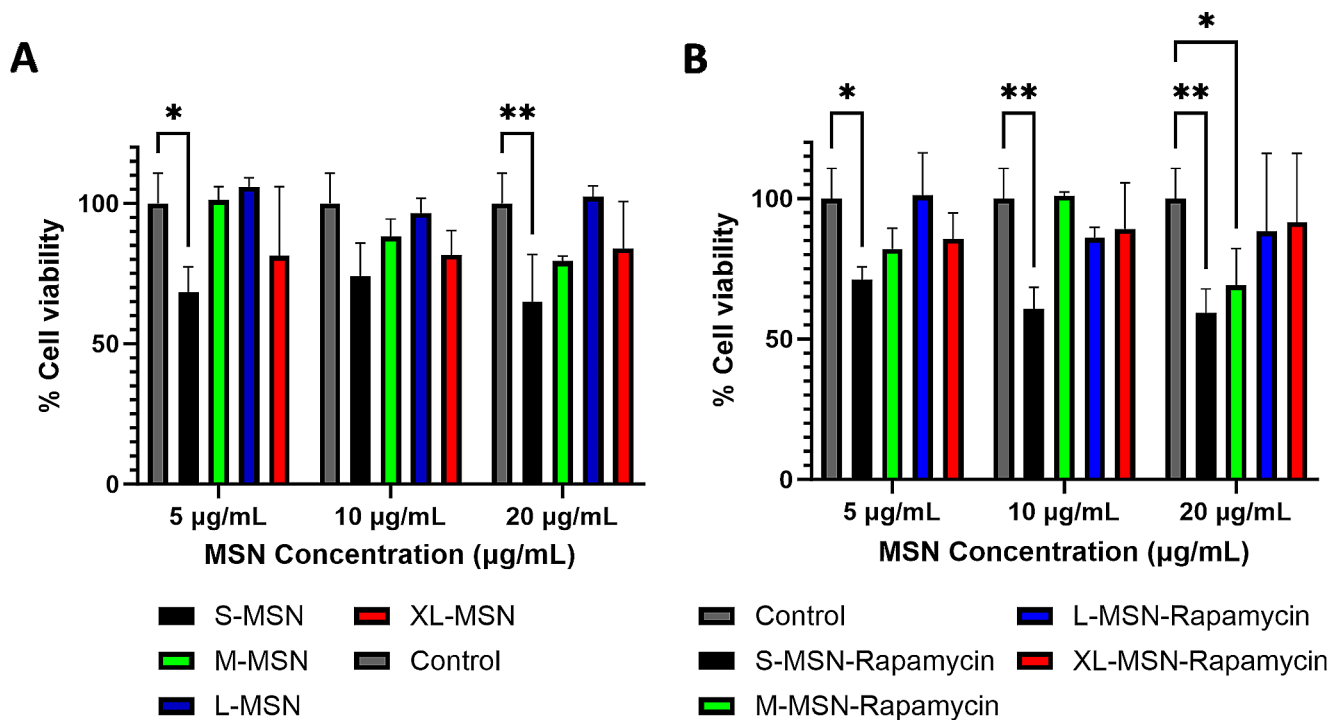 A
*
**
100
50
0
% Cell viability
5 µg/mL
10 µg/mL
20 µg/mL
MSN Concentration (µg/mL)
S-MSN
XL-MSN
M-MSN
Control
L-MSN
B
*
*
**
**
100
50
0
% Cell viability
5 µg/mL
10 µg/mL
20 µg/mL
MSN Concentration (µg/mL)
Control
L-MSN-Rapamycin
S-MSN-Rapamycin
XL-MSN-Rapamycin
M-MSN-Rapamycin